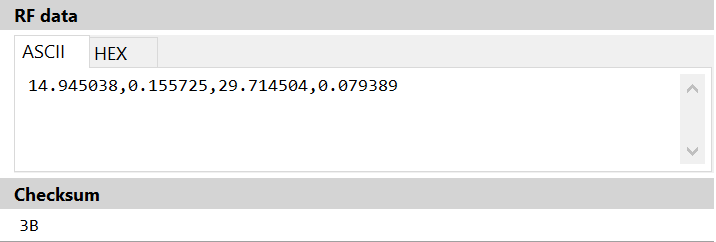 RF data
ASCII
HEX
14.945038,0.155725,29.714504,0.079389
Checksum
3B